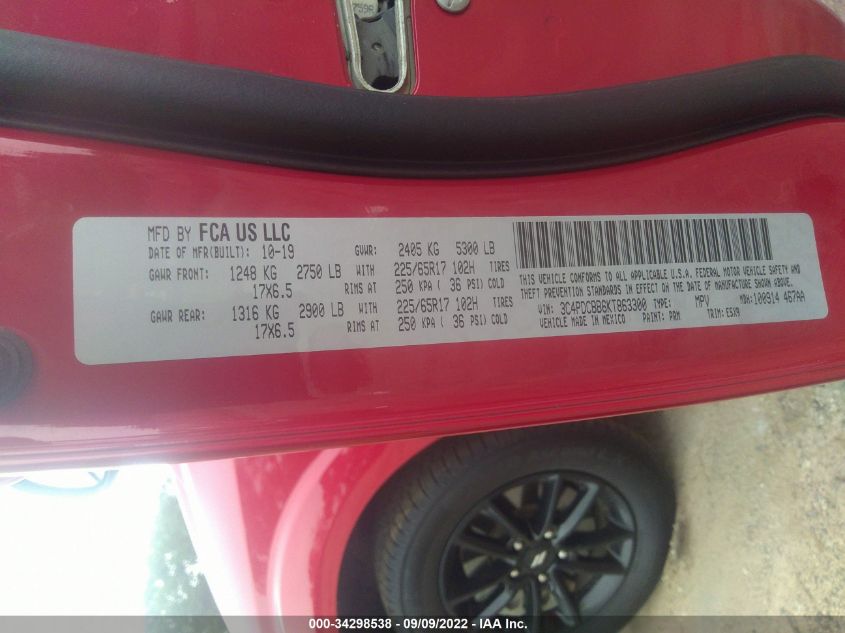 759R
MFD BY FCA US LLC
DATE OF MFR(BUILT): 10-19 GVWR: 2405 KG 5300 LB
GAWR FRONT: 1248 KG 2750 LB WITH 225/65R17 102H TIRES
17X6.5 RIMS AT 250 KPA ( 36 PSI) COLD
GAWR REAR: 1316 KG 2900 LB WITH 225/65R17 102H TIRES
17X6.5 RIMS AT 250 KPA ( 36 PSI) COLD
THIS VEHICLE CONFORMS TO ALL APPLICABLE U.S.A. FEDERAL MOTOR VEHICLE SAFETY, BUMPER AND
THEFT PREVENTION STANDARDS IN EFFECT ON THE DATE OF MANUFACTURE SHOWN ABOVE.
VIN: 3C4PDCBB6KT863300 TYPE: MPV MDH: 100914 467AA
VEHICLE MADE IN MEXICO PAINT: PRM TRIM: E5X9
000-34298538 - 09/09/2022 - IAA Inc.